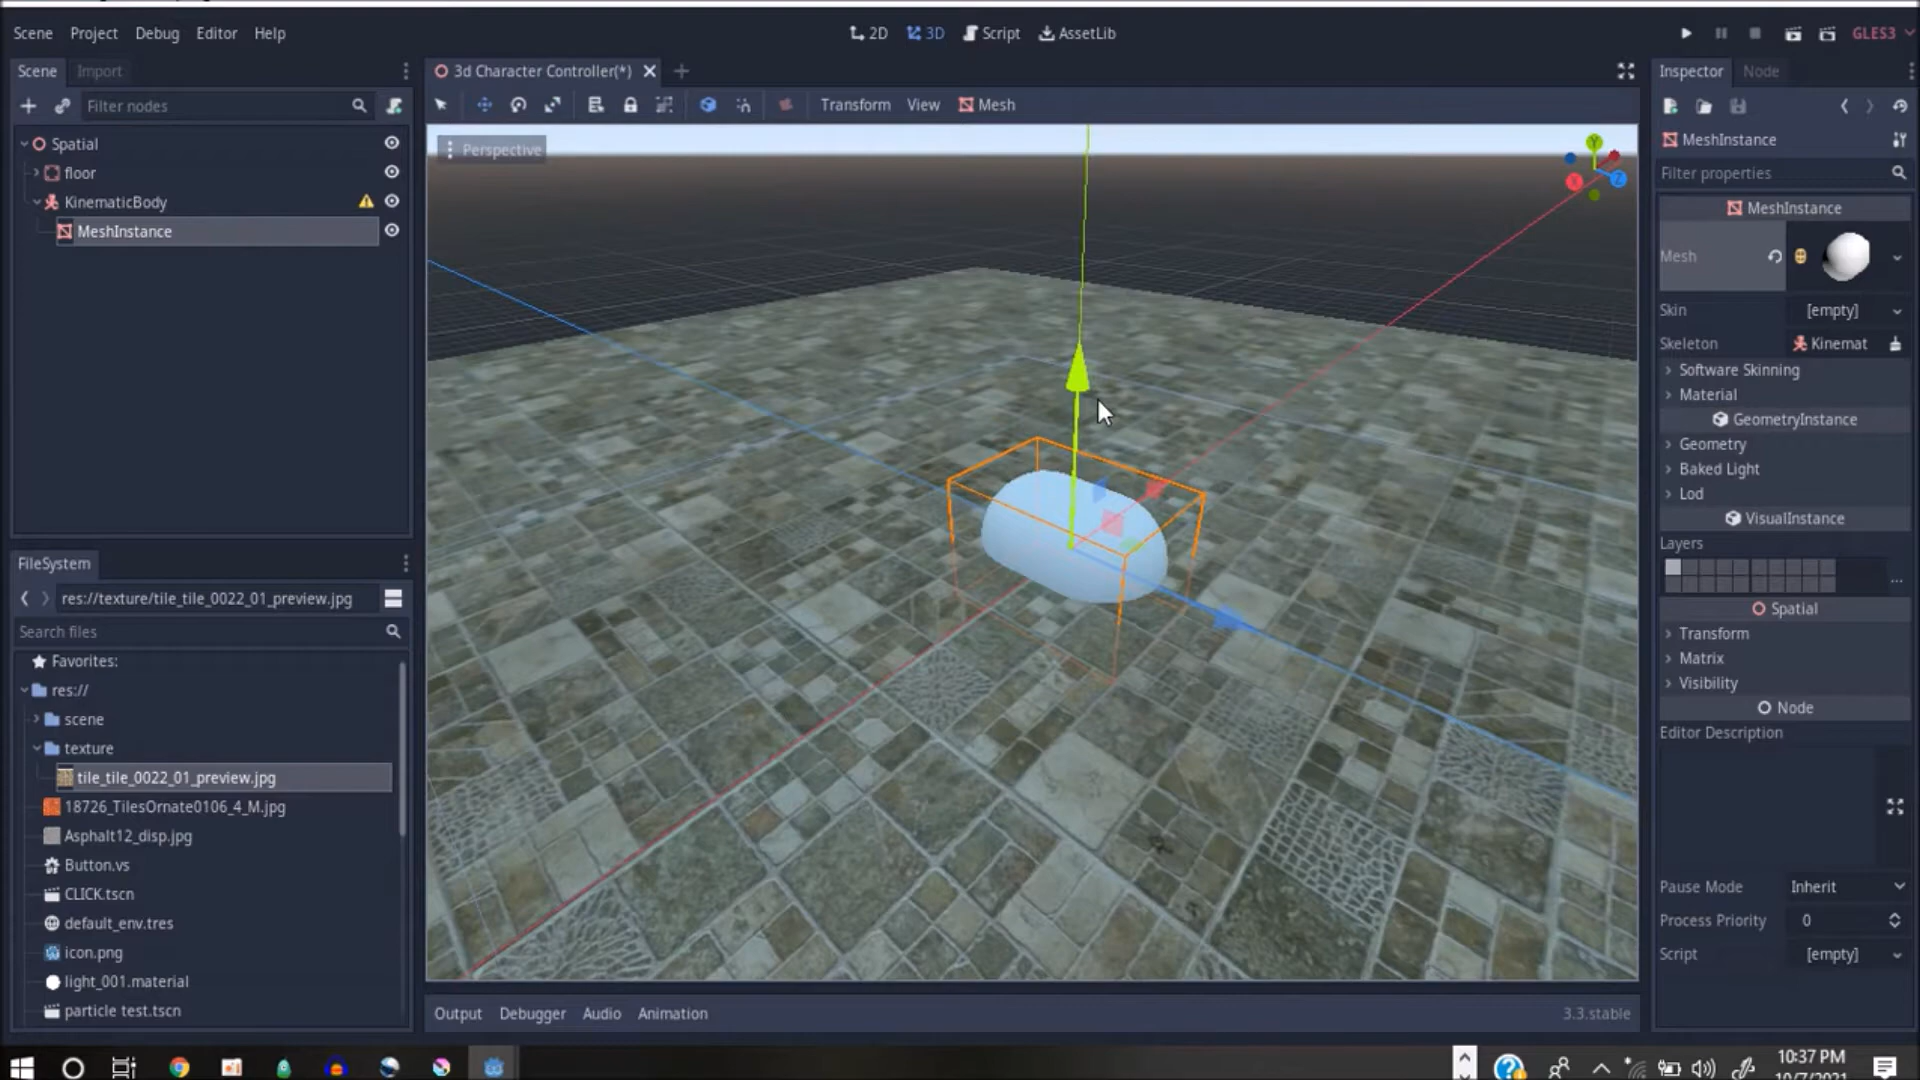 Scene Project Debug Editor Help
2D 3D Script AssetLib
GLES3
Scene Import
Filter nodes
Spatial
floor
KinematicBody
MeshInstance
FileSystem
res://texture/tile_tile_0022_01_preview.jpg
Search files
Favorites:
res://
scene
texture
tile_tile_0022_01_preview.jpg
18726_TilesOrnate0106_4_M.jpg
Asphalt12_disp.jpg
Button.vs
CLICK.tscn
default_env.tres
icon.png
light_001.material
particle test.tscn
3d Character Controller(*)
Transform View Mesh
Perspective
Y
X
Z
Output Debugger Audio Animation
3.3.stable
Inspector Node
MeshInstance
Filter properties
MeshInstance
Mesh
Skin [empty]
Skeleton Kinemat
Software Skinning
Material
GeometryInstance
Geometry
Baked Light
Lod
VisualInstance
Layers
...
Spatial
Transform
Matrix
Visibility
Node
Editor Description
Pause Mode Inherit
Process Priority 0
Script [empty]
10:37 PM
10/7/2021